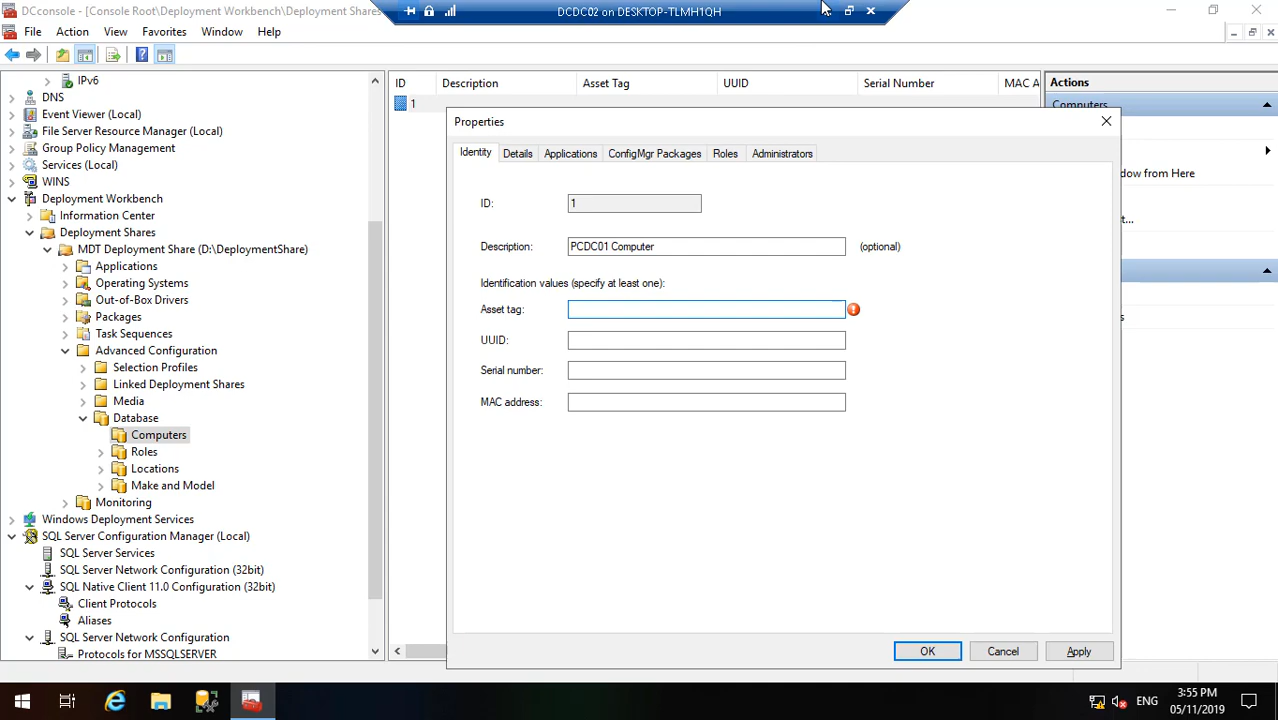 DCconsole - [Console Root\Deployment Workbench\Deployment Shares
DCDC02 on DESKTOP-TLMH1QH
File Action View Favorites Window Help
IPv6
DNS
Event Viewer (Local)
File Server Resource Manager (Local)
Group Policy Management
Services (Local)
WINS
Deployment Workbench
Information Center
Deployment Shares
MDT Deployment Share (D:\DeploymentShare)
Applications
Operating Systems
Out-of-Box Drivers
Packages
Task Sequences
Advanced Configuration
Selection Profiles
Linked Deployment Shares
Media
Database
Computers
Roles
Locations
Make and Model
Monitoring
Windows Deployment Services
SQL Server Configuration Manager (Local)
SQL Server Services
SQL Server Network Configuration (32bit)
SQL Native Client 11.0 Configuration (32bit)
Client Protocols
Aliases
SQL Server Network Configuration
Protocols for MSSQLSERVER
ID Description Asset Tag UUID Serial Number MAC A
1
Actions
Computers
dow from Here
t...
s
Properties
Identity Details Applications ConfigMgr Packages Roles Administrators
ID: 1
Description: PCDC01 Computer (optional)
Identification values (specify at least one):
Asset tag:
UUID:
Serial number:
MAC address:
OK Cancel Apply
ENG
3:55 PM
05/11/2019